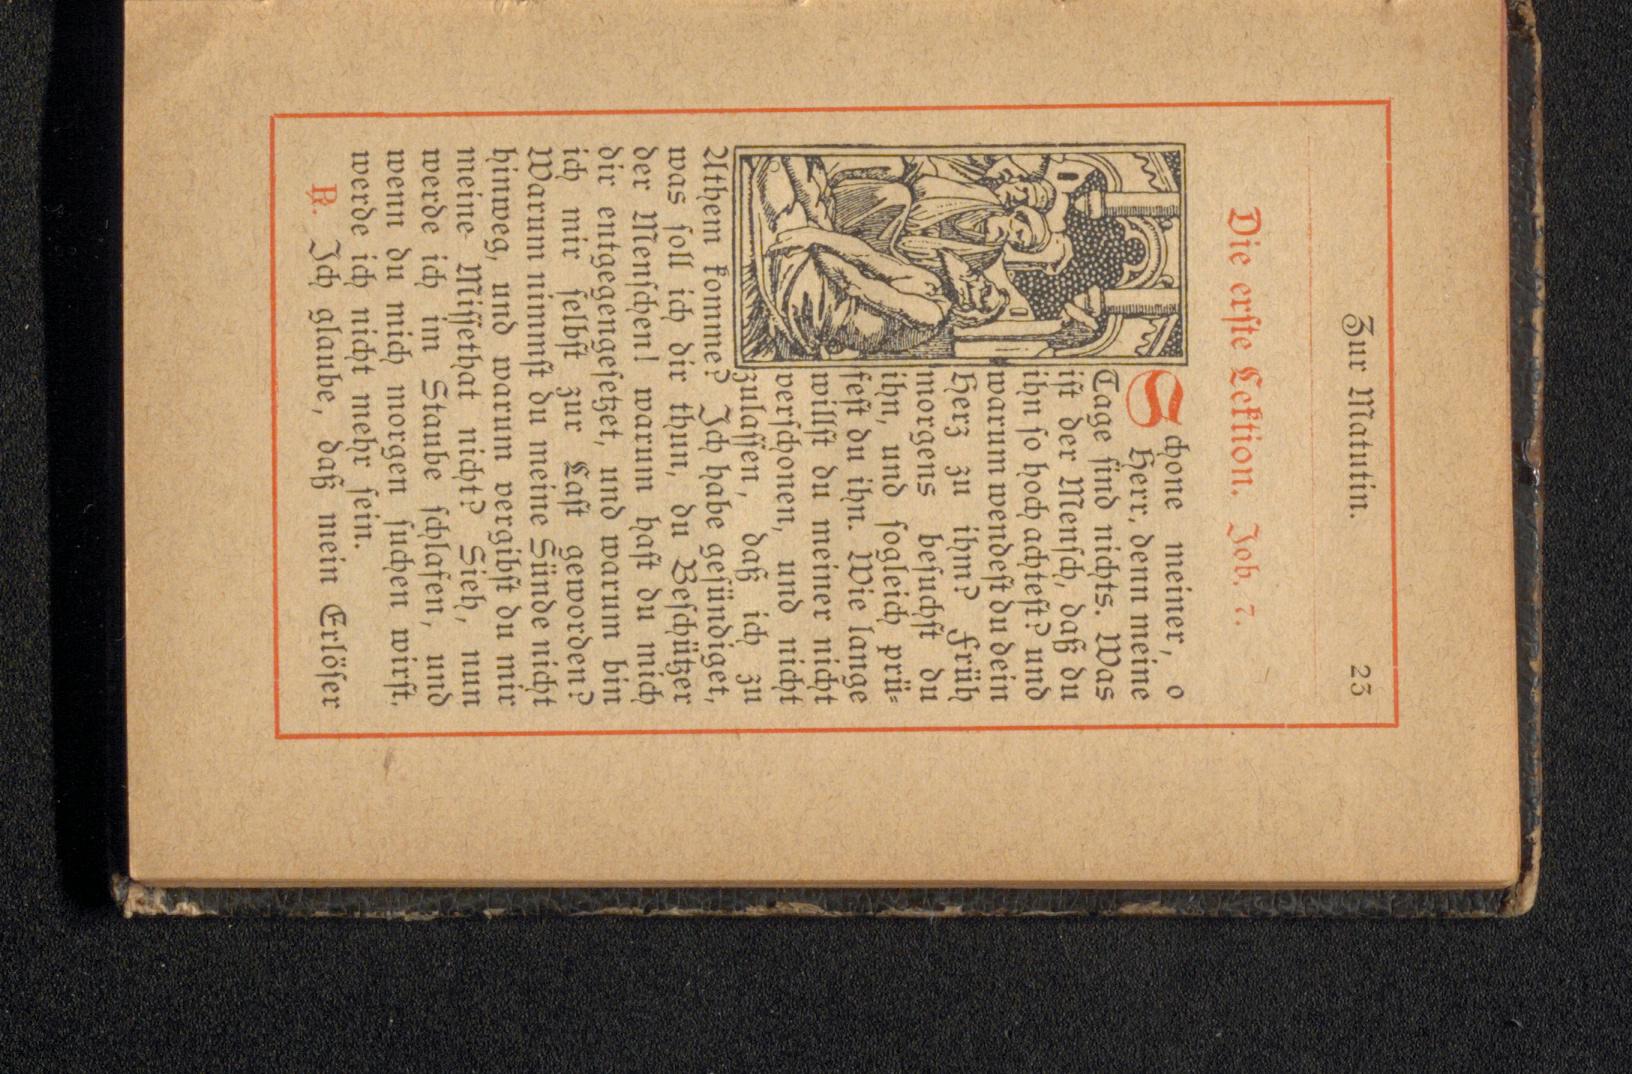 Zur Matutin. 23
Die erste Lektion. Job. 7.
Schone meiner, o
Herr, denn meine
Tage sind nichts. Was
ist der Mensch, daß du
ihn so hoch achtest? und
warum wendest du dein
Herz zu ihm? Früh
morgens besuchst du
ihn, und sogleich prü⸗
fest du ihn. Wie lange
willst du meiner nicht
verschonen, und nicht
zulassen, daß ich zu
Athem komme? Ich habe gesündiget,
was soll ich dir thun, du Beschützer
der Menschen! warum hast du mich
dir entgegengesetzet, und warum bin
ich mir selbst zur Last geworden?
Warum nimmst du meine Sünde nicht
hinweg, und warum vergibst du mir
meine Missethat nicht? Sieh, nun
werde ich im Staube schlafen, und
wenn du mich morgen suchen wirst,
werde ich nicht mehr sein.
℟. Ich glaube, daß mein Erlöser